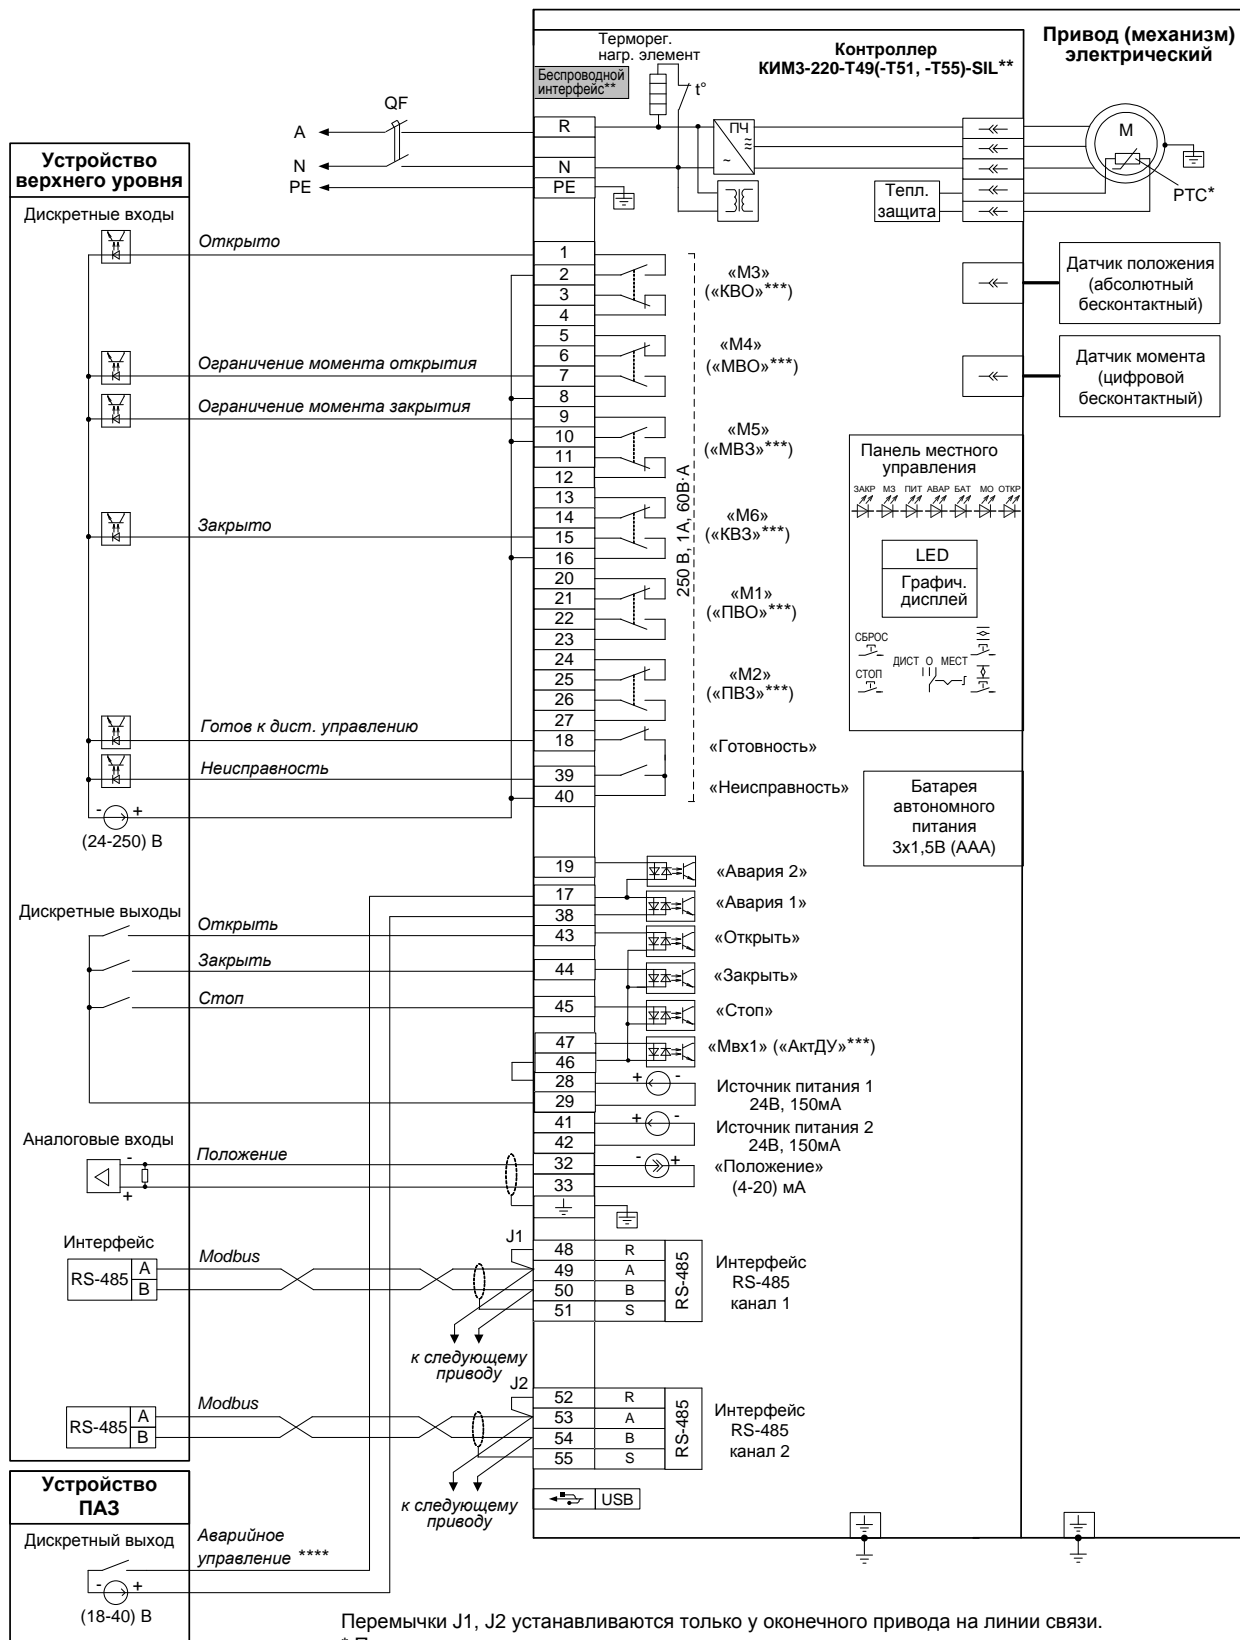 Привод (механизм)
электрический
Контроллер
КИМ3-220-Т49(-Т51, -Т55)-SIL**
Терморег.
нагр. элемент
Беспроводной
интерфейс**
t°
QF
A
N
PE
R
N
PE
ПЧ
≈
~
M
PTC*
Тепл.
защита
Устройство
верхнего уровня
Дискретные входы
Открыто
Ограничение момента открытия
Ограничение момента закрытия
Закрыто
Готов к дист. управлению
Неисправность
- +
(24-250) В
1
2
3
4
5
6
7
8
9
10
11
12
13
14
15
16
20
21
22
23
24
25
26
27
18
39
40
«М3»
(«КВО»***)
«М4»
(«МВО»***)
«М5»
(«МВЗ»***)
«М6»
(«КВЗ»***)
«М1»
(«ПВО»***)
«М2»
(«ПВЗ»***)
«Готовность»
«Неисправность»
250 В, 1А, 60В·А
Датчик положения
(абсолютный
бесконтактный)
Датчик момента
(цифровой
бесконтактный)
Панель местного
управления
ЗАКР МЗ ПИТ АВАР БАТ МО ОТКР
LED
Графич.
дисплей
СБРОС
СТОП
ДИСТ О МЕСТ
Батарея
автономного
питания
3х1,5В (ААА)
Дискретные выходы
Открыть
Закрыть
Стоп
19
17
38
43
44
45
47
46
28
29
41
42
32
33
«Авария 2»
«Авария 1»
«Открыть»
«Закрыть»
«Стоп»
«Мвх1» («АктДУ»***)
+ -
Источник питания 1
24В, 150мА
+ -
Источник питания 2
24В, 150мА
- +
«Положение»
(4-20) мА
Аналоговые входы
-
+
Положение
Интерфейс
RS-485
A
B
Modbus
J1
48 R
49 A
50 B
51 S
RS-485
Интерфейс
RS-485
канал 1
к следующему
приводу
RS-485
A
B
Modbus
J2
52 R
53 A
54 B
55 S
RS-485
Интерфейс
RS-485
канал 2
к следующему
приводу
USB
Устройство
ПАЗ
Дискретный выход
Аварийное
управление ****
- +
(18-40) В
Перемычки J1, J2 устанавливаются только у оконечного привода на линии связи.